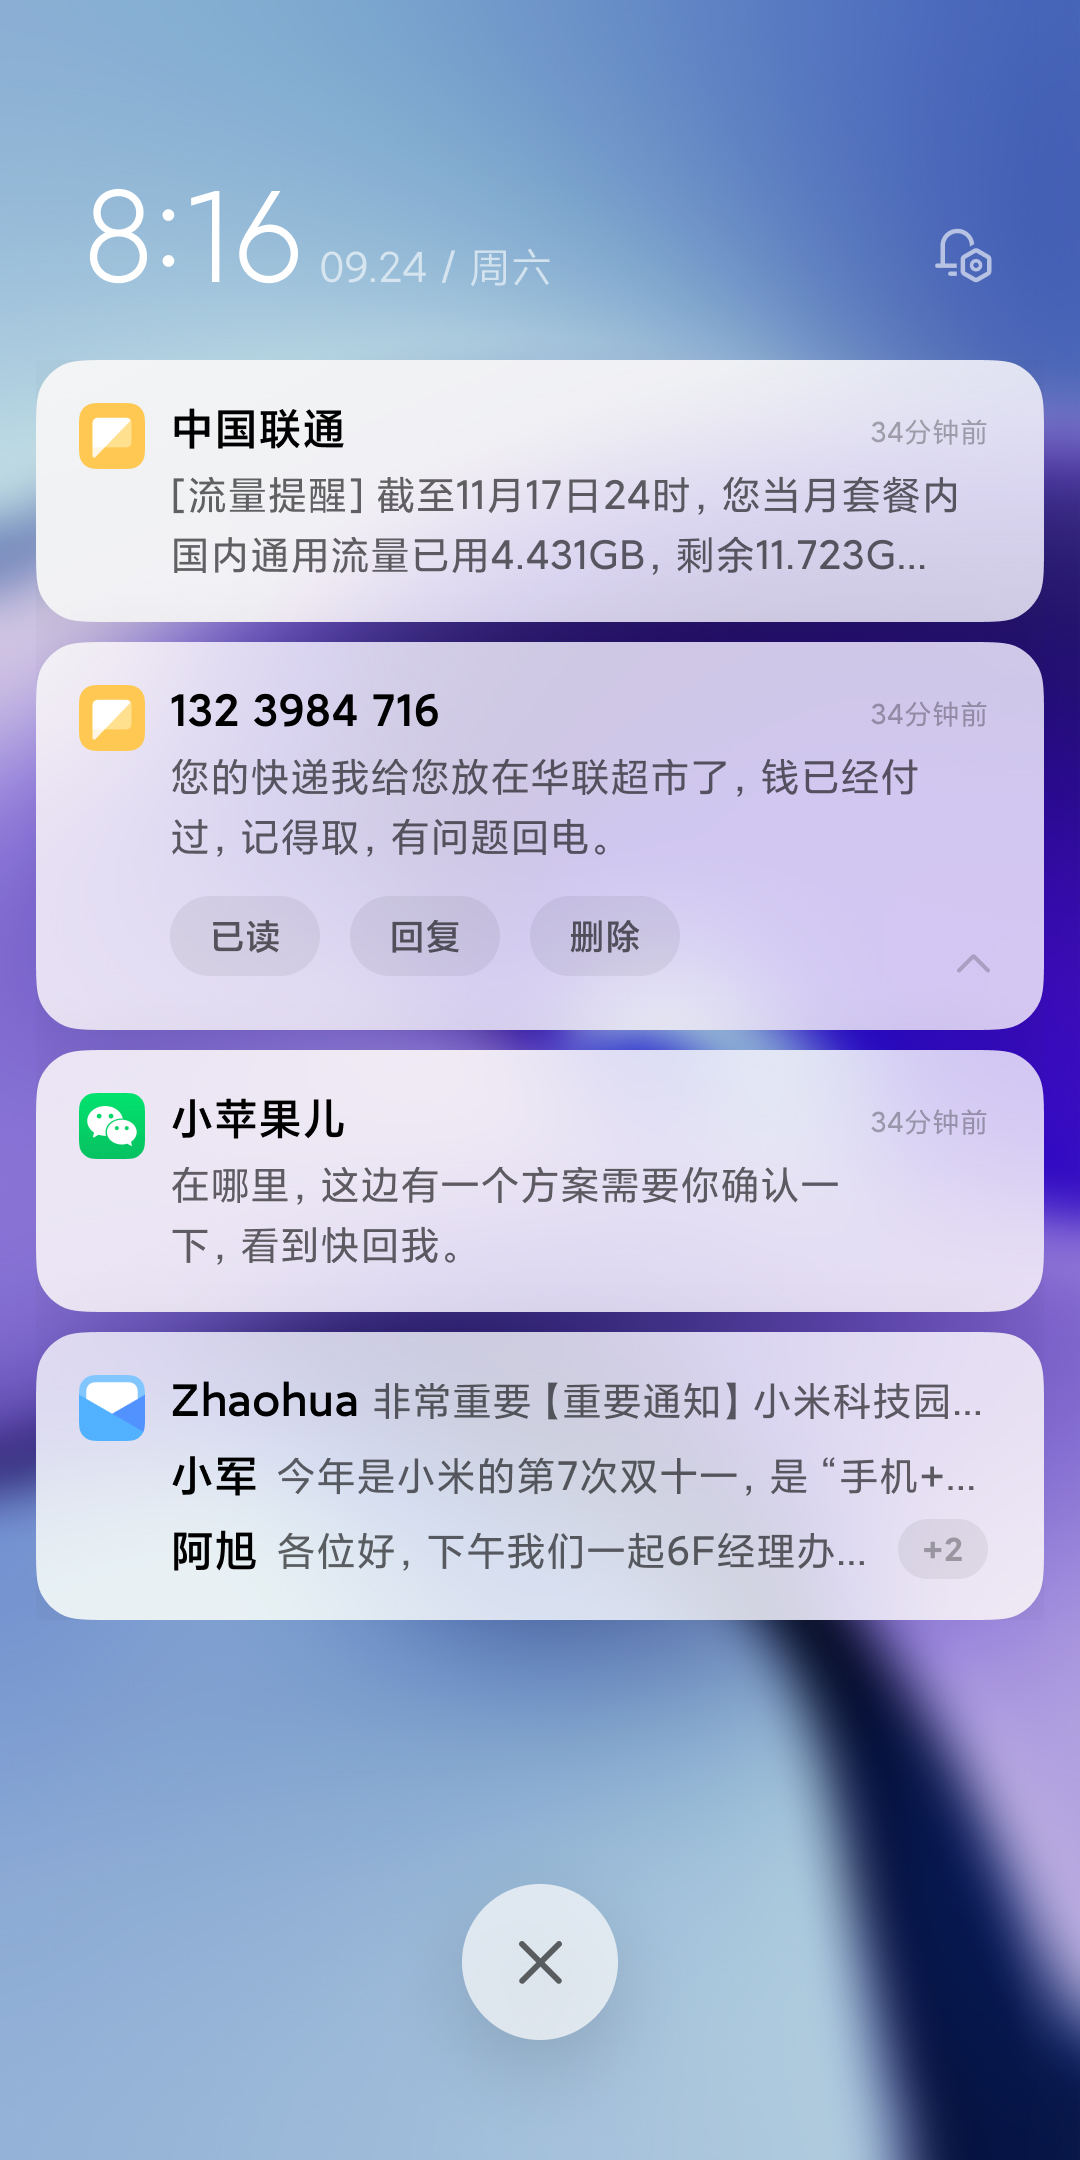 8:16 09.24 / 周六
中国联通 34分钟前
[流量提醒] 截至11月17日24时, 您当月套餐内
国内通用流量已用4.431GB, 剩余11.723G...
132 3984 716 34分钟前
您的快递我给您放在华联超市了, 钱已经付
过, 记得取, 有问题回电。
已读 回复 删除
小苹果儿 34分钟前
在哪里, 这边有一个方案需要你确认一
下, 看到快回我。
Zhaohua 非常重要【重要通知】小米科技园...
小军 今年是小米的第7次双十一, 是 “手机+...
阿旭 各位好, 下午我们一起6F经理办... +2